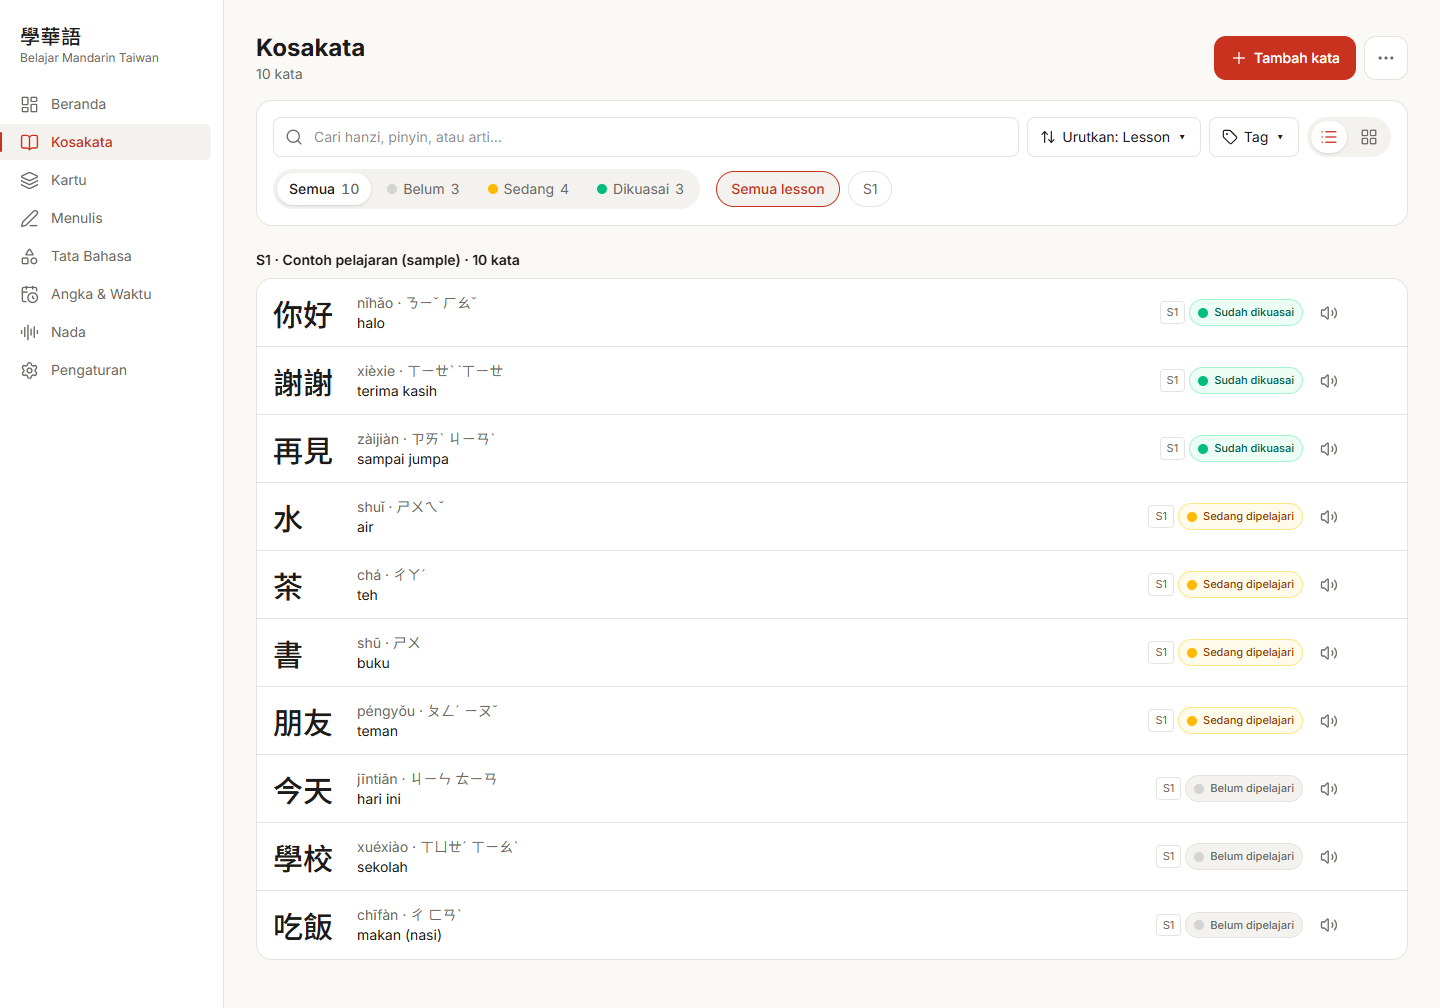 學華語
Belajar Mandarin Taiwan
Beranda
Kosakata
Kartu
Menulis
Tata Bahasa
Angka & Waktu
Nada
Pengaturan
Kosakata
10 kata
Tambah kata
Cari hanzi, pinyin, atau arti...
Urutkan: Lesson
Tag
Semua 10
Belum 3
Sedang 4
Dikuasai 3
Semua lesson
S1
S1 · Contoh pelajaran (sample) · 10 kata
你好
nǐhǎo · ㄋㄧˇ ㄏㄠˇ
halo
S1
Sudah dikuasai
謝謝
xièxie · ㄒㄧㄝˋ ˙ㄒㄧㄝ
terima kasih
S1
Sudah dikuasai
再見
zàijiàn · ㄗㄞˋ ㄐㄧㄢˋ
sampai jumpa
S1
Sudah dikuasai
水
shuǐ · ㄕㄨㄟˇ
air
S1
Sedang dipelajari
茶
chá · ㄔㄚˊ
teh
S1
Sedang dipelajari
書
shū · ㄕㄨ
buku
S1
Sedang dipelajari
朋友
péngyǒu · ㄆㄥˊ ㄧㄡˇ
teman
S1
Sedang dipelajari
今天
jīntiān · ㄐㄧㄣ ㄊㄧㄢ
hari ini
S1
Belum dipelajari
學校
xuéxiào · ㄒㄩㄝˊ ㄒㄧㄠˋ
sekolah
S1
Belum dipelajari
吃飯
chīfàn · ㄔ ㄈㄢˋ
makan (nasi)
S1
Belum dipelajari